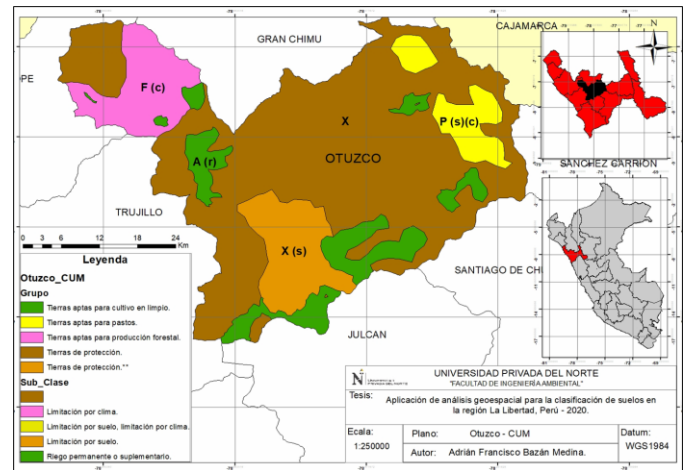 GRAN CHIMU
CAJAMARCA
N
PE
F (c)
X
P (s)(c)
A (r)
OTUZCO
SANCHEZ CARRION
TRUJILLO
X (s)
SANTIAGO DE CH
JULCAN
0 3 6 12 18 24
Km
Leyenda
Otuzco_CUM
Grupo
Tierras aptas para cultivo en limpio.
Tierras aptas para pastos.
Tierras aptas para producción forestal.
Tierras de protección.
Tierras de protección.**
Sub_Clase
Limitación por clima.
Limitación por suelo, limitación por clima.
Limitación por suelo.
Riego permanente o suplementario.
UNIVERSIDAD PRIVADA DEL NORTE
"FACULTAD DE INGENIERÍA AMBIENTAL"
Tesis: Aplicación de análisis geoespacial para la clasificación de suelos en
la región La Libertad, Perú - 2020.
Ecala:
1:250000
Plano: Otuzco - CUM
Autor: Adrián Francisco Bazán Medina.
Datum:
WGS1984